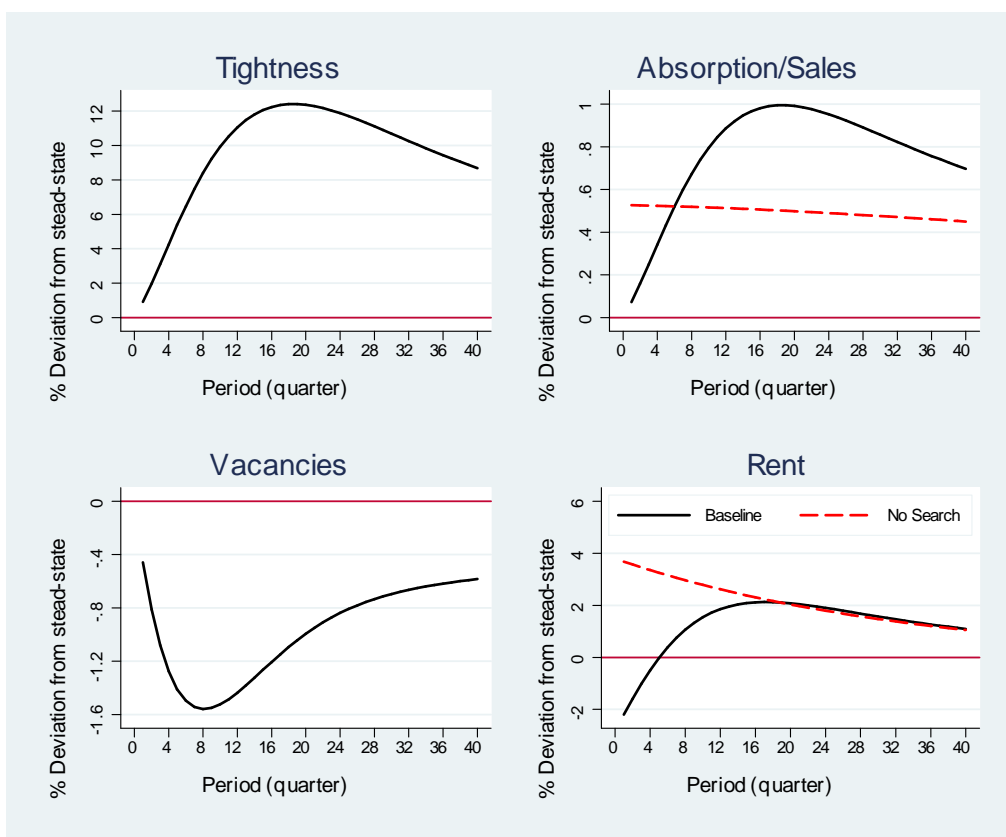 Tightness
% Deviation from stead-state
0 2 4 6 8 10 12
0 4 8 12 16 20 24 28 32 36 40
Period (quarter)
Absorption/Sales
% Deviation from stead-state
0 .2 .4 .6 .8 1
0 4 8 12 16 20 24 28 32 36 40
Period (quarter)
Vacancies
% Deviation from stead-state
-1.6 -1.2 -.8 -.4 0
0 4 8 12 16 20 24 28 32 36 40
Period (quarter)
Rent
% Deviation from stead-state
-2 0 2 4 6
Baseline No Search
0 4 8 12 16 20 24 28 32 36 40
Period (quarter)